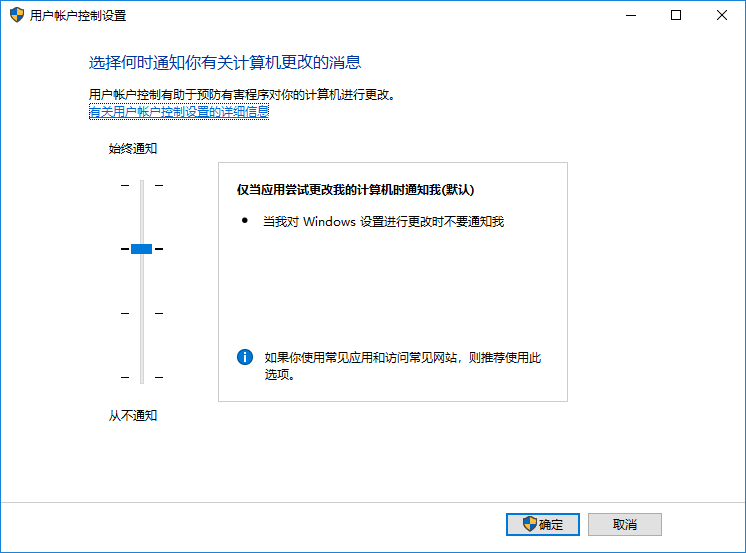 用户帐户控制设置
选择何时通知你有关计算机更改的消息
用户帐户控制有助于预防有害程序对你的计算机进行更改。
有关用户帐户控制设置的详细信息
始终通知
仅当应用尝试更改我的计算机时通知我(默认)
当我对 Windows 设置进行更改时不要通知我
如果你使用常见应用和访问常见网站，则推荐使用此
选项。
从不通知
确定
取消